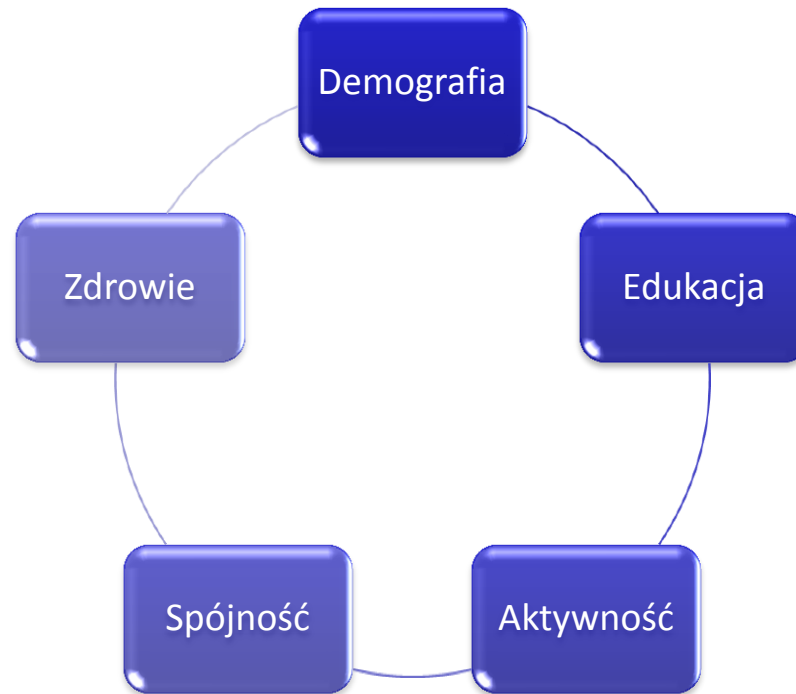 Demografia
Edukacja
Aktywność
Spójność
Zdrowie